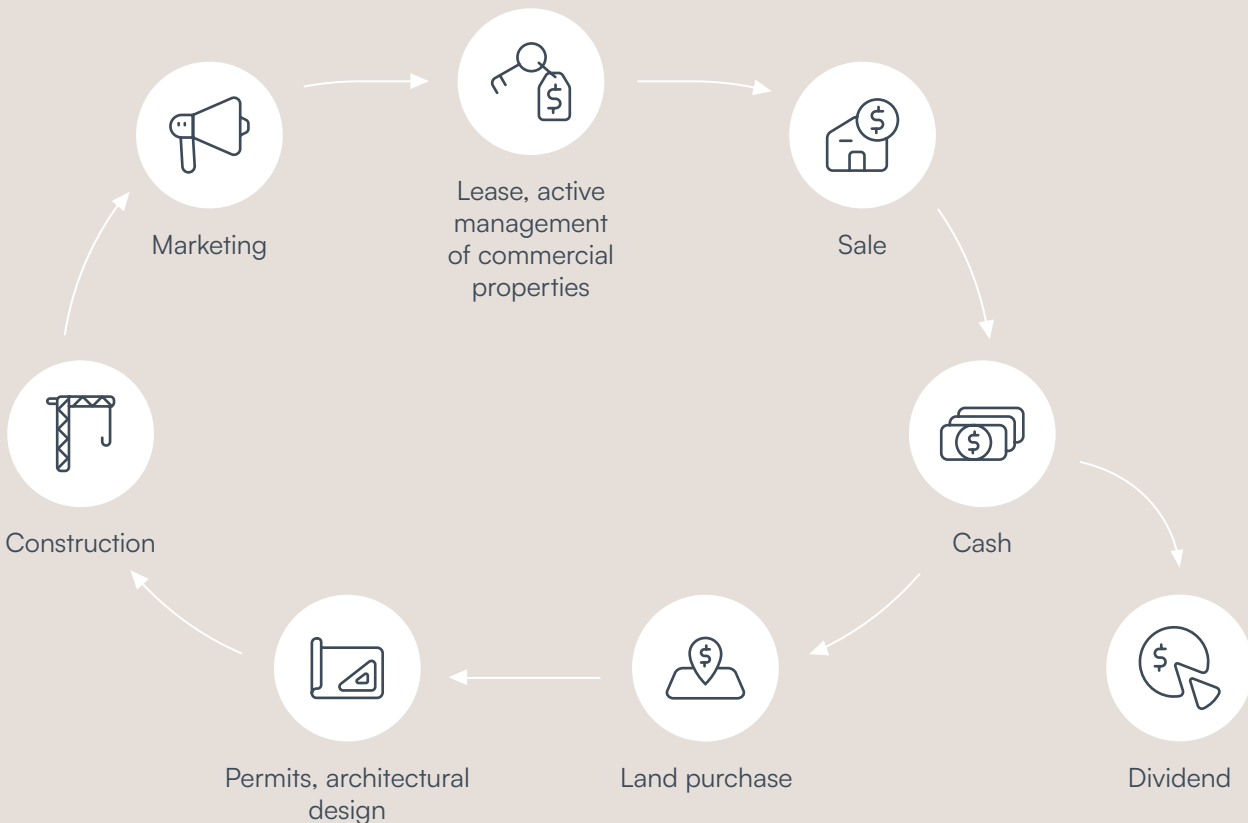 Lease, active
management
of commercial
properties
Marketing
Sale
Construction
Cash
Permits, architectural
design
Land purchase
Dividend
$
$
$
$
$